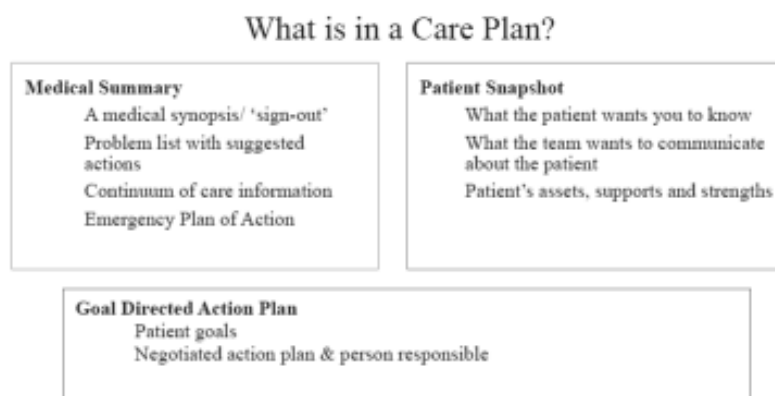 What is in a Care Plan?
Medical Summary
A medical synopsis/ ‘sign-out’
Problem list with suggested
actions
Continuum of care information
Emergency Plan of Action
Patient Snapshot
What the patient wants you to know
What the team wants to communicate
about the patient
Patient’s assets, supports and strengths
Goal Directed Action Plan
Patient goals
Negotiated action plan & person responsible